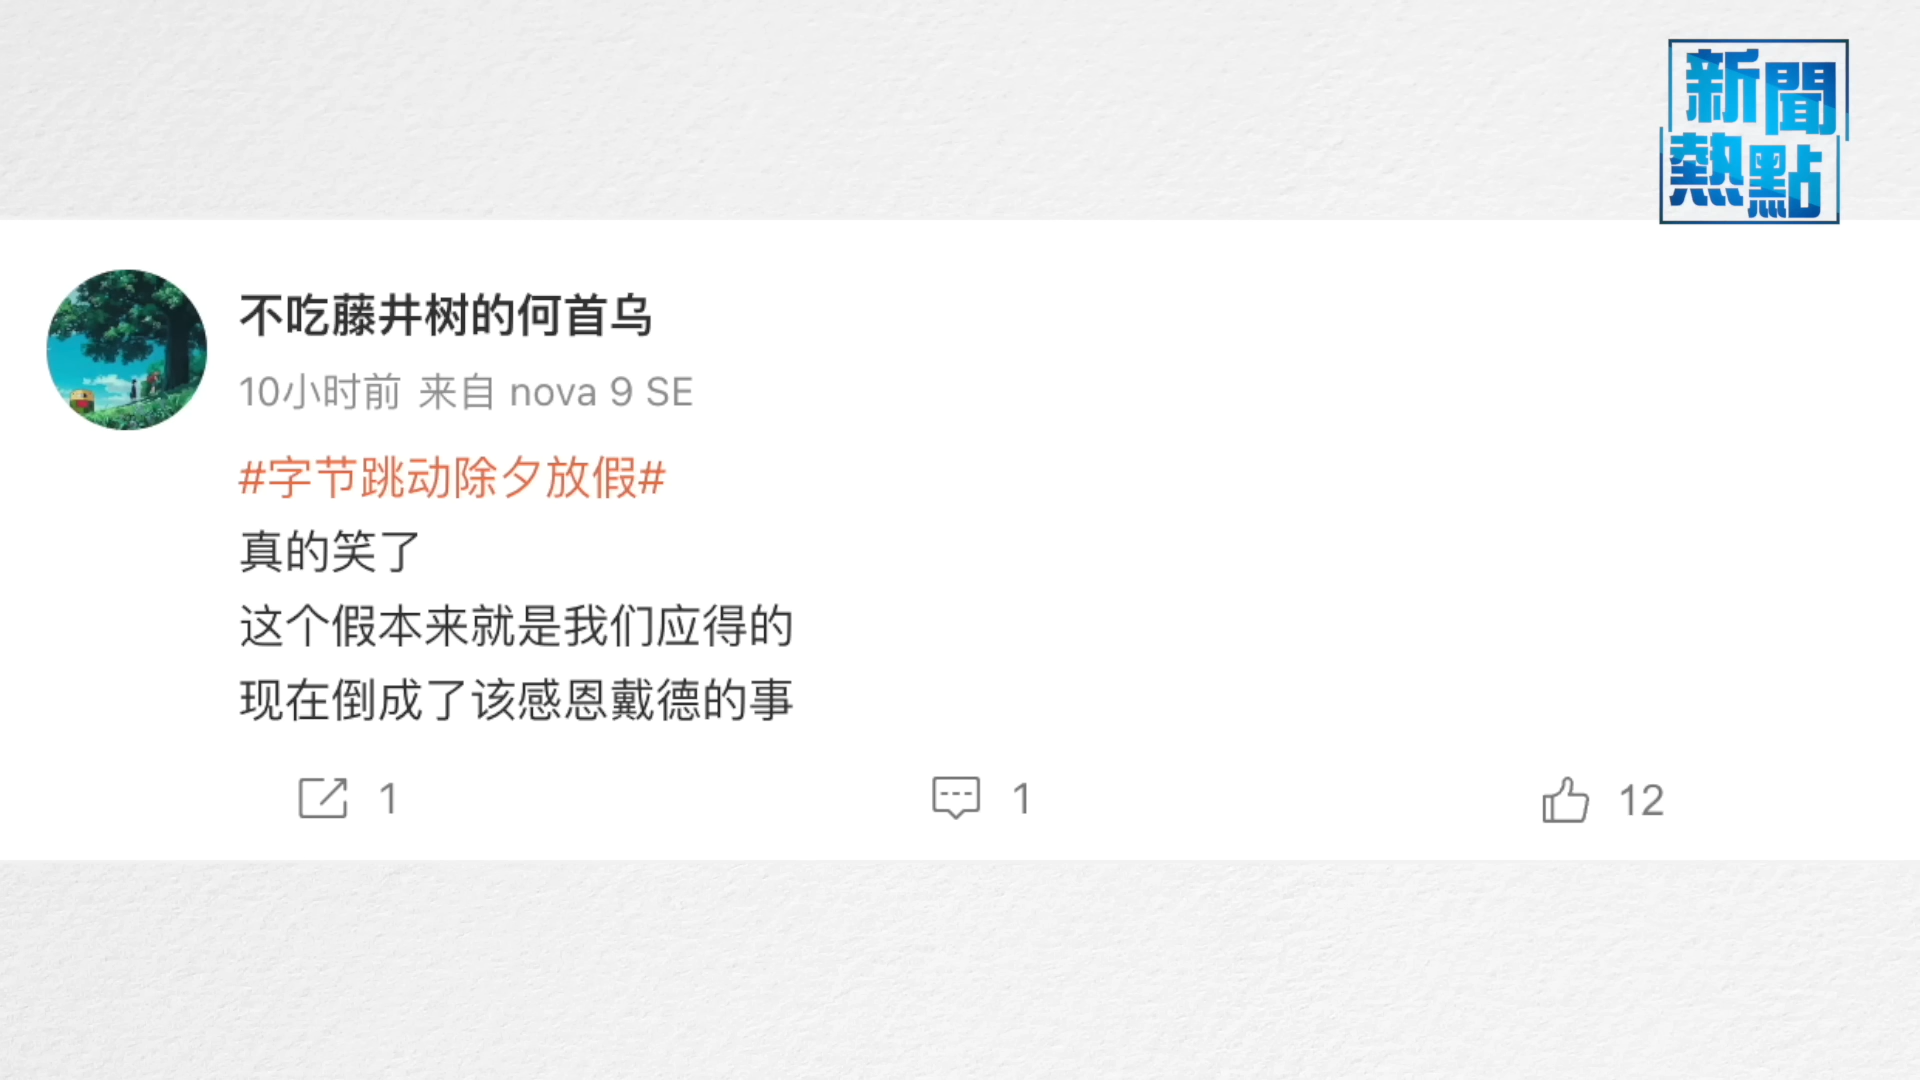 新聞
熱點
不吃藤井树的何首乌
10小时前 来自 nova 9 SE
#字节跳动除夕放假#
真的笑了
这个假本来就是我们应得的
现在倒成了该感恩戴德的事
1
1
12